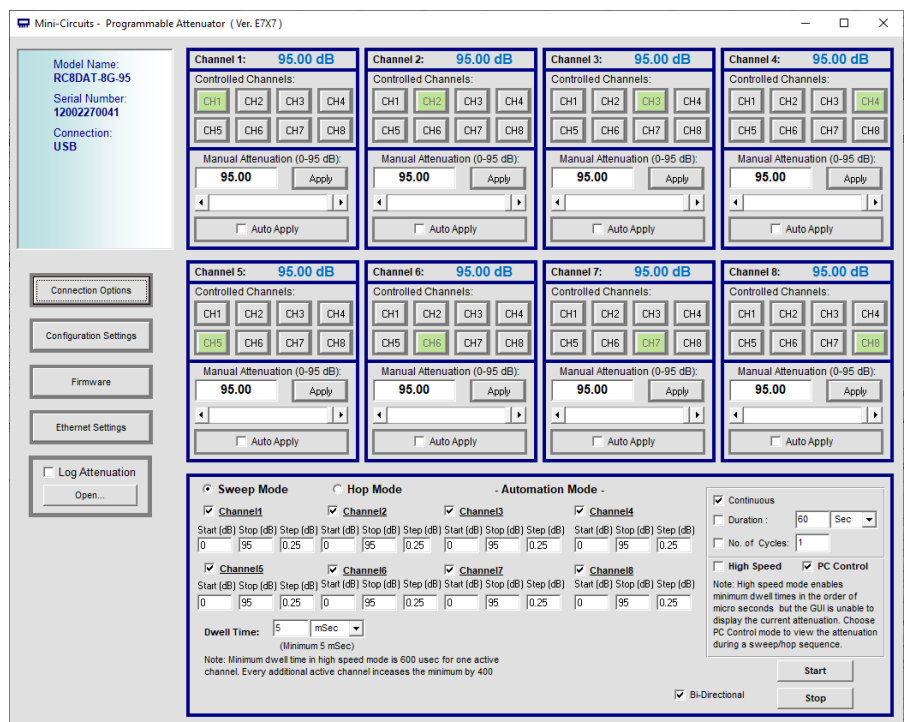 Mini-Circuits - Programmable Attenuator ( Ver. E7X7 )
Model Name:
RC8DAT-8G-95
Serial Number:
12002270041
Connection:
USB
Connection Options
Configuration Settings
Firmware
Ethernet Settings
Log Attenuation
Open...
Channel 1: 95.00 dB
Controlled Channels:
CH1 CH2 CH3 CH4
CH5 CH6 CH7 CH8
Manual Attenuation (0-95 dB):
95.00 Apply
Auto Apply
Channel 2: 95.00 dB
Controlled Channels:
CH1 CH2 CH3 CH4
CH5 CH6 CH7 CH8
Manual Attenuation (0-95 dB):
95.00 Apply
Auto Apply
Channel 3: 95.00 dB
Controlled Channels:
CH1 CH2 CH3 CH4
CH5 CH6 CH7 CH8
Manual Attenuation (0-95 dB):
95.00 Apply
Auto Apply
Channel 4: 95.00 dB
Controlled Channels:
CH1 CH2 CH3 CH4
CH5 CH6 CH7 CH8
Manual Attenuation (0-95 dB):
95.00 Apply
Auto Apply
Channel 5: 95.00 dB
Controlled Channels:
CH1 CH2 CH3 CH4
CH5 CH6 CH7 CH8
Manual Attenuation (0-95 dB):
95.00 Apply
Auto Apply
Channel 6: 95.00 dB
Controlled Channels:
CH1 CH2 CH3 CH4
CH5 CH6 CH7 CH8
Manual Attenuation (0-95 dB):
95.00 Apply
Auto Apply
Channel 7: 95.00 dB
Controlled Channels:
CH1 CH2 CH3 CH4
CH5 CH6 CH7 CH8
Manual Attenuation (0-95 dB):
95.00 Apply
Auto Apply
Channel 8: 95.00 dB
Controlled Channels:
CH1 CH2 CH3 CH4
CH5 CH6 CH7 CH8
Manual Attenuation (0-95 dB):
95.00 Apply
Auto Apply
Sweep Mode Hop Mode - Automation Mode -
Channel1 Channel2 Channel3 Channel4
Start (dB) Stop (dB) Step (dB) Start (dB) Stop (dB) Step (dB) Start (dB) Stop (dB) Step (dB) Start (dB) Stop (dB) Step (dB)
0 95 0.25 0 95 0.25 0 95 0.25 0 95 0.25
Channel5 Channel6 Channel7 Channel8
Start (dB) Stop (dB) Step (dB) Start (dB) Stop (dB) Step (dB) Start (dB) Stop (dB) Step (dB) Start (dB) Stop (dB) Step (dB)
0 95 0.25 0 95 0.25 0 95 0.25 0 95 0.25
Dwell Time: 5 mSec
(Minimum 5 mSec)
Note: Minimum dwell time in high speed mode is 600 usec for one active
channel. Every additional active channel inceases the minimum by 400
Continuous
Duration : 60 Sec
No. of Cycles: 1
High Speed PC Control
Note: High speed mode enables
minimum dwell times in the order of
micro seconds but the GUI is unable to
display the current attenuation. Choose
PC Control mode to view the attenuation
during a sweep/hop sequence.
Start
Bi-Directional Stop